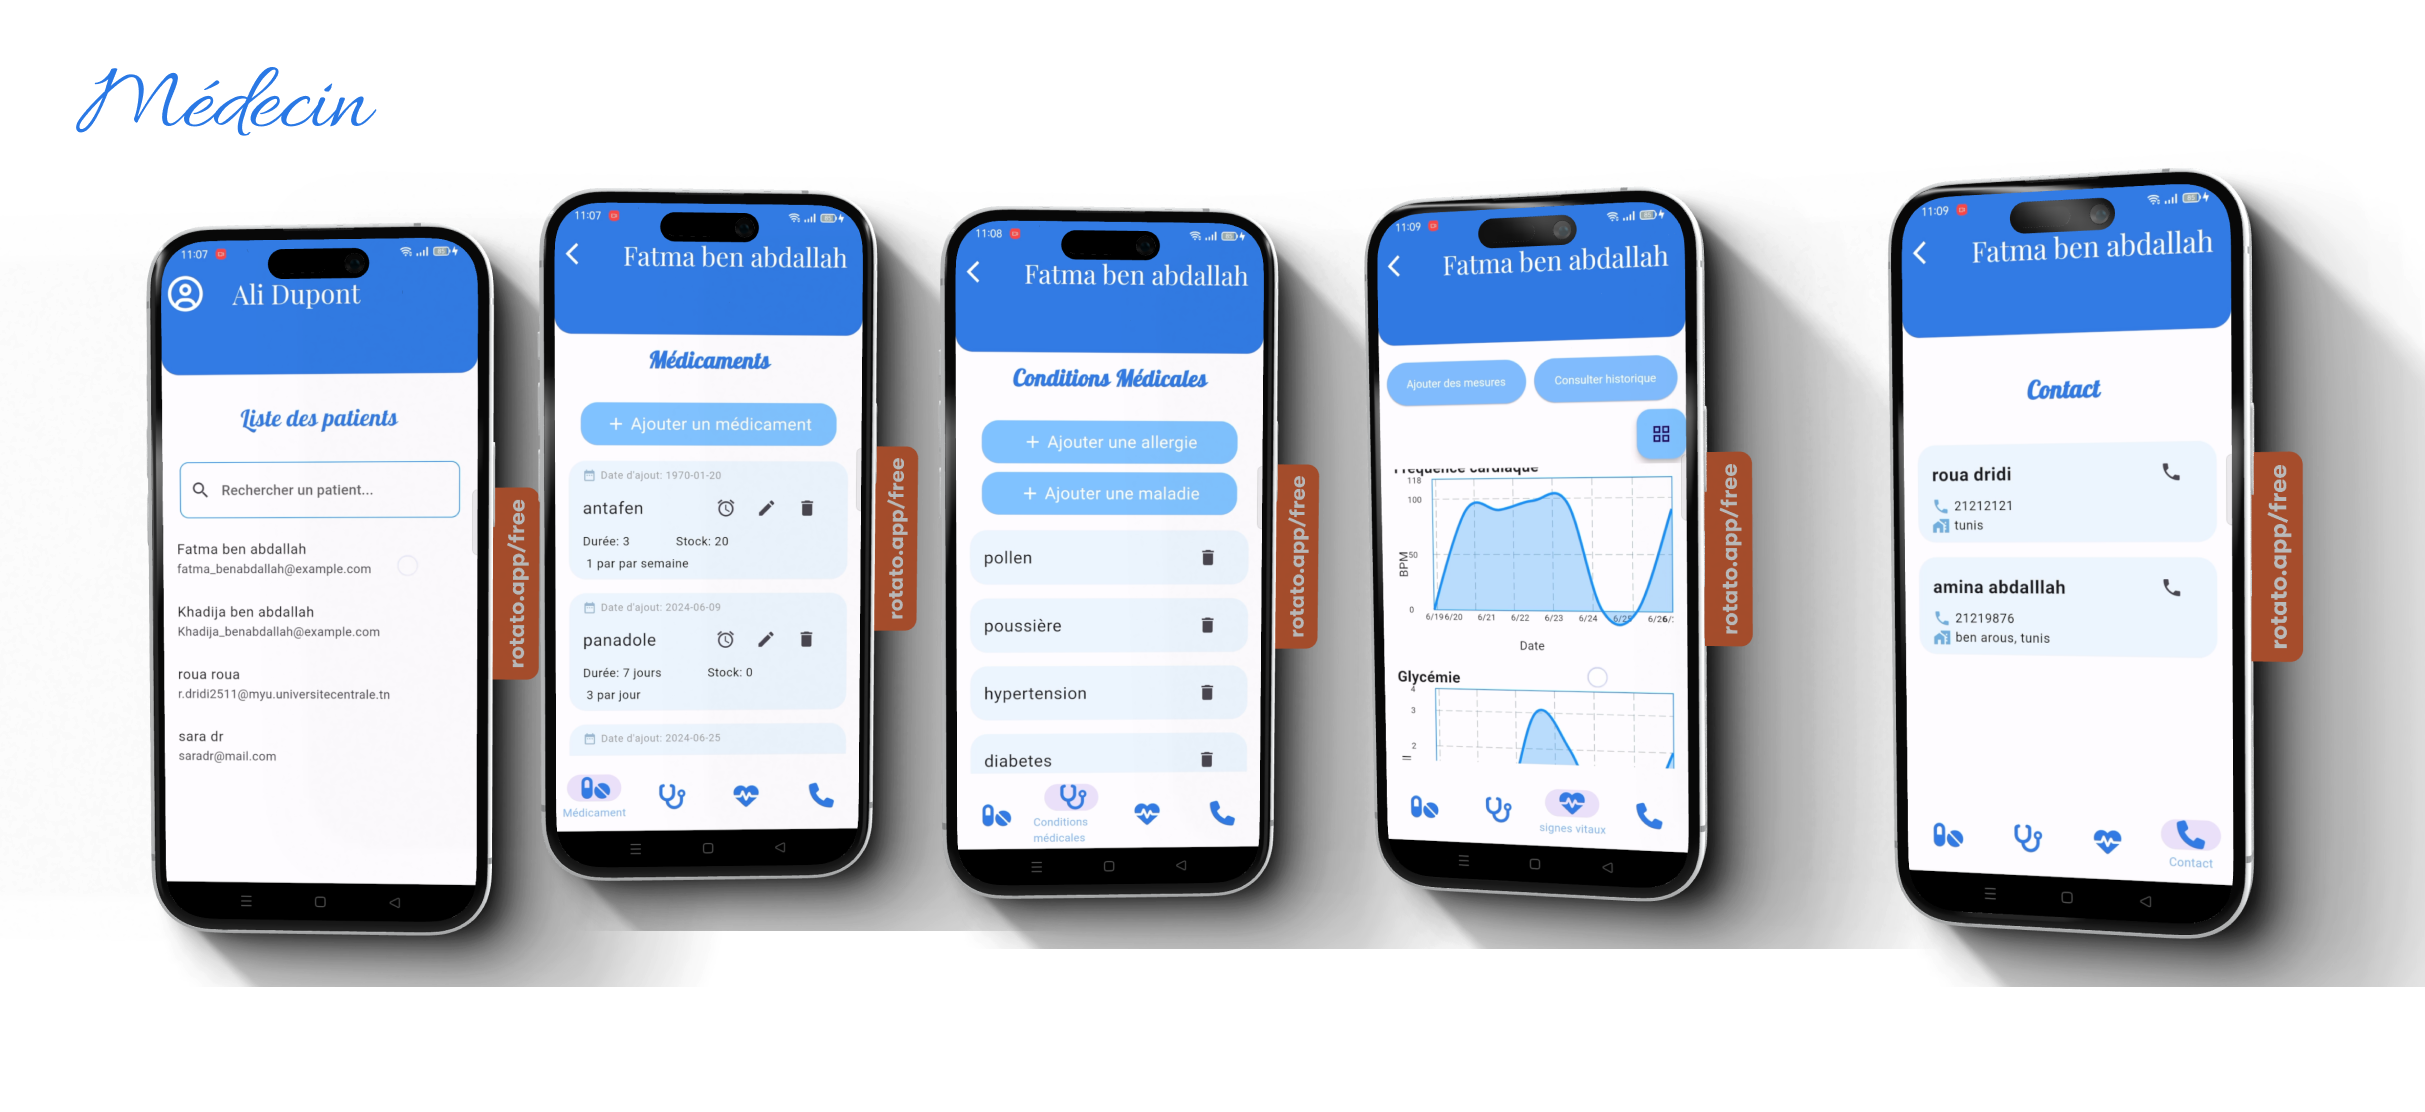 Médecin
11:07
Ali Dupont
Liste des patients
Rechercher un patient...
Fatma ben abdallah
fatma_benabdallah@example.com
Khadija ben abdallah
Khadija_benabdallah@example.com
roua roua
r.dridi2511@myu.universitecentrale.tn
sara dr
saradr@mail.com
rotato.app/free
11:07
Fatma ben abdallah
Médicaments
+ Ajouter un médicament
Date d'ajout: 1970-01-20
antafen
Durée: 3 Stock: 20
1 par par semaine
Date d'ajout: 2024-06-09
panadole
Durée: 7 jours Stock: 0
3 par jour
Date d'ajout: 2024-06-25
Médicament
rotato.app/free
11:08
Fatma ben abdallah
Conditions Médicales
+ Ajouter une allergie
+ Ajouter une maladie
pollen
poussière
hypertension
diabetes
Conditions
médicales
rotato.app/free
11:09
Fatma ben abdallah
Ajouter des mesures
Consulter historique
Fréquence cardiaque
118
100
50
0
BPM
6/19 6/20 6/21 6/22 6/23 6/24 6/25 6/26
Date
Glycémie
4
3
2
signes vitaux
rotato.app/free
11:09
Fatma ben abdallah
Contact
roua dridi
21212121
tunis
amina abdalllah
21219876
ben arous, tunis
Contact
rotato.app/free